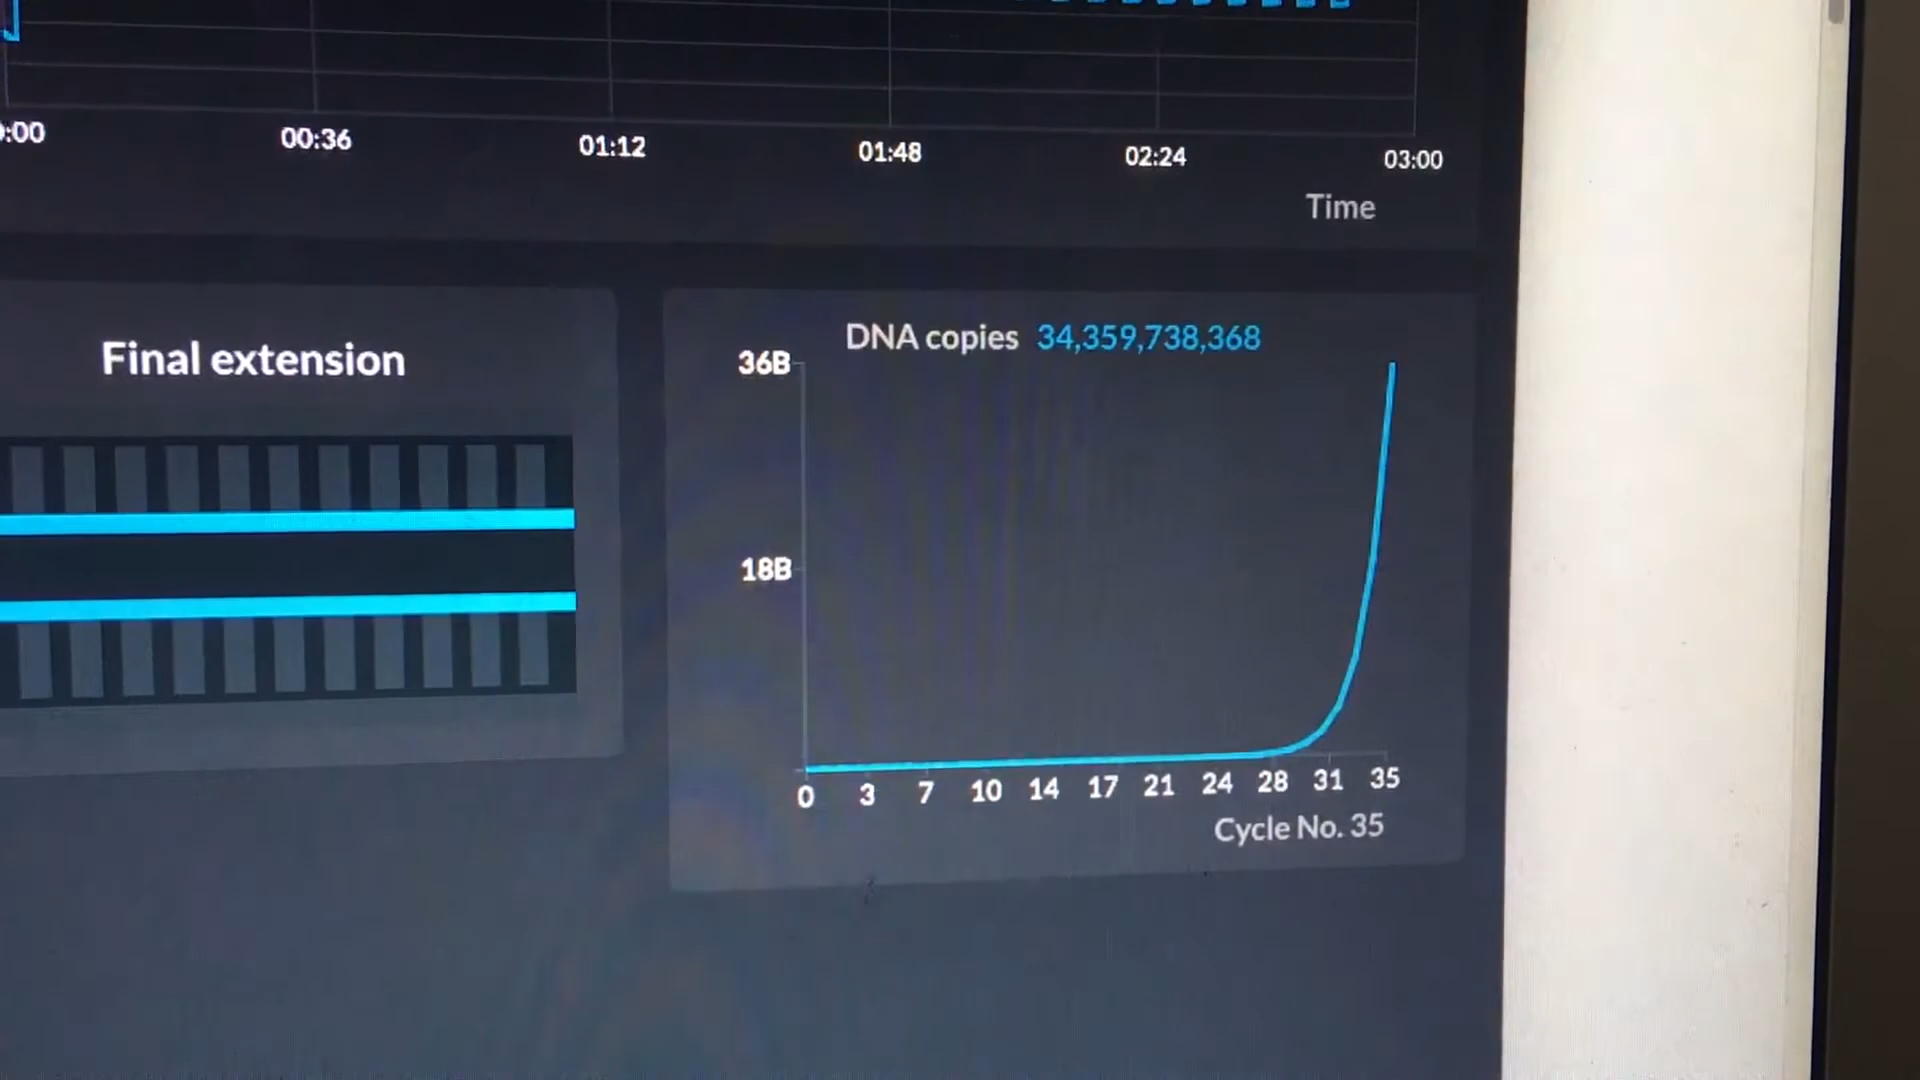 :00 00:36 01:12 01:48 02:24 03:00
Time
Final extension
DNA copies 34,359,738,368
36B
18B
0 3 7 10 14 17 21 24 28 31 35
Cycle No. 35